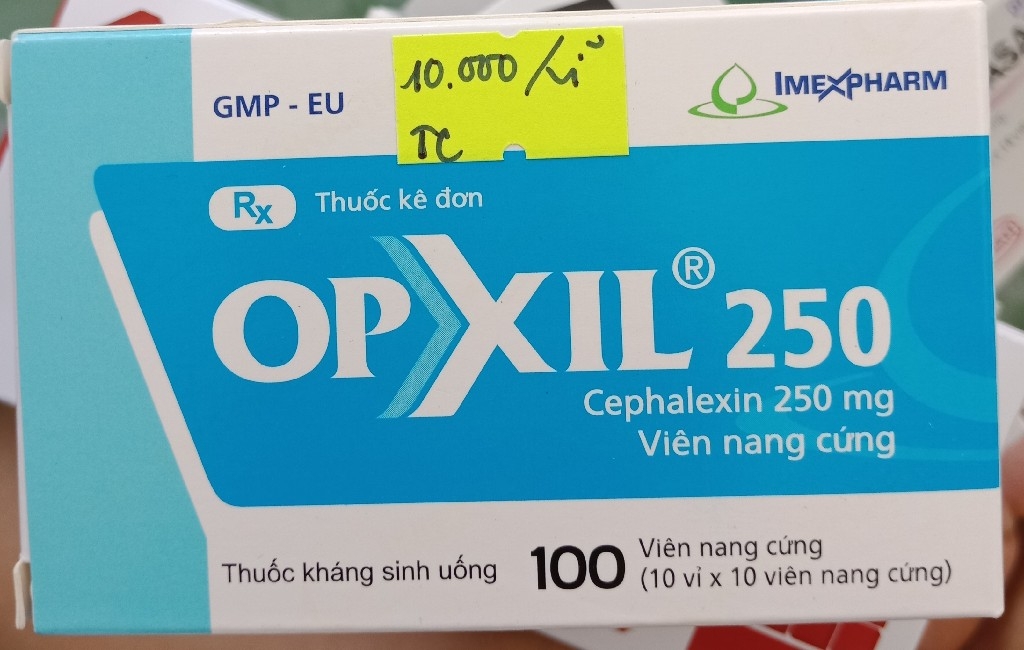 10.000/vĩ
TC
GMP - EU
IMEXPHARM
Rx Thuốc kê đơn
OPXIL® 250
Cephalexin 250 mg
Viên nang cứng
Thuốc kháng sinh uống
100
Viên nang cứng
(10 vỉ x 10 viên nang cứng)